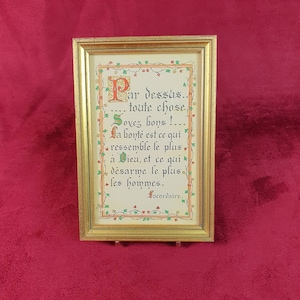 Par dessus..
....toute chose,
Soyez bons !...
La bonté est ce qui
ressemble le plus
à Dieu, et ce qui
désarme le plus
les hommes.
Lacordaire